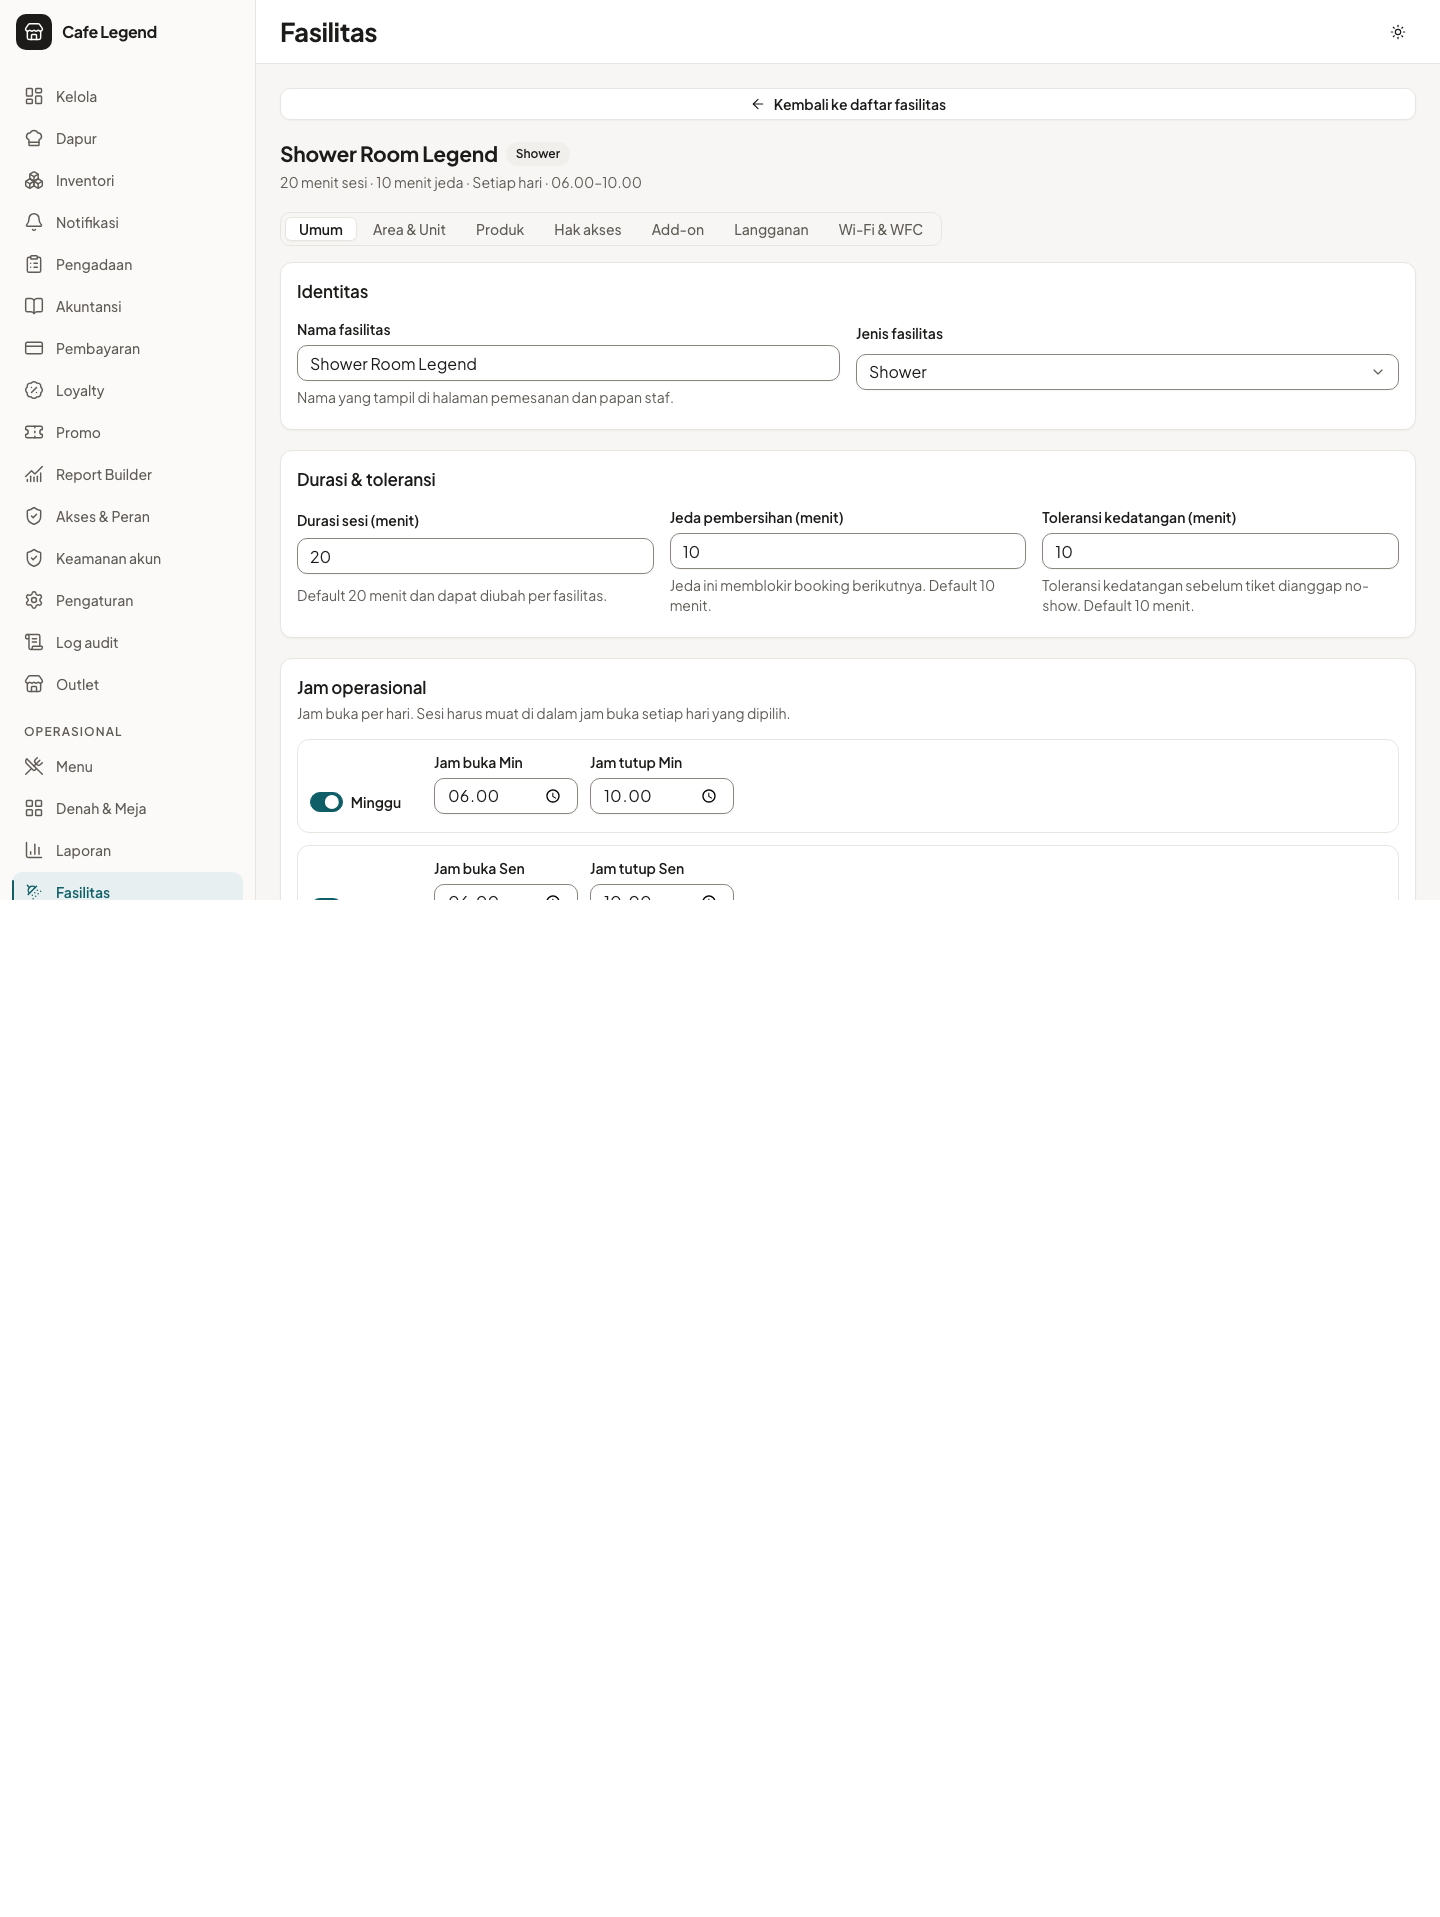 Cafe Legend
Kelola
Dapur
Inventori
Notifikasi
Pengadaan
Akuntansi
Pembayaran
Loyalty
Promo
Report Builder
Akses & Peran
Keamanan akun
Pengaturan
Log audit
Outlet
OPERASIONAL
Menu
Denah & Meja
Laporan
Fasilitas
Fasilitas
Kembali ke daftar fasilitas
Shower Room Legend Shower
20 menit sesi · 10 menit jeda · Setiap hari · 06.00–10.00
Umum Area & Unit Produk Hak akses Add-on Langganan Wi-Fi & WFC
Identitas
Nama fasilitas
Shower Room Legend
Nama yang tampil di halaman pemesanan dan papan staf.
Jenis fasilitas
Shower
Durasi & toleransi
Durasi sesi (menit)
20
Default 20 menit dan dapat diubah per fasilitas.
Jeda pembersihan (menit)
10
Jeda ini memblokir booking berikutnya. Default 10
menit.
Toleransi kedatangan (menit)
10
Toleransi kedatangan sebelum tiket dianggap no-
show. Default 10 menit.
Jam operasional
Jam buka per hari. Sesi harus muat di dalam jam buka setiap hari yang dipilih.
Minggu
Jam buka Min
06.00
Jam tutup Min
10.00
Jam buka Sen
06.00
Jam tutup Sen
10.00